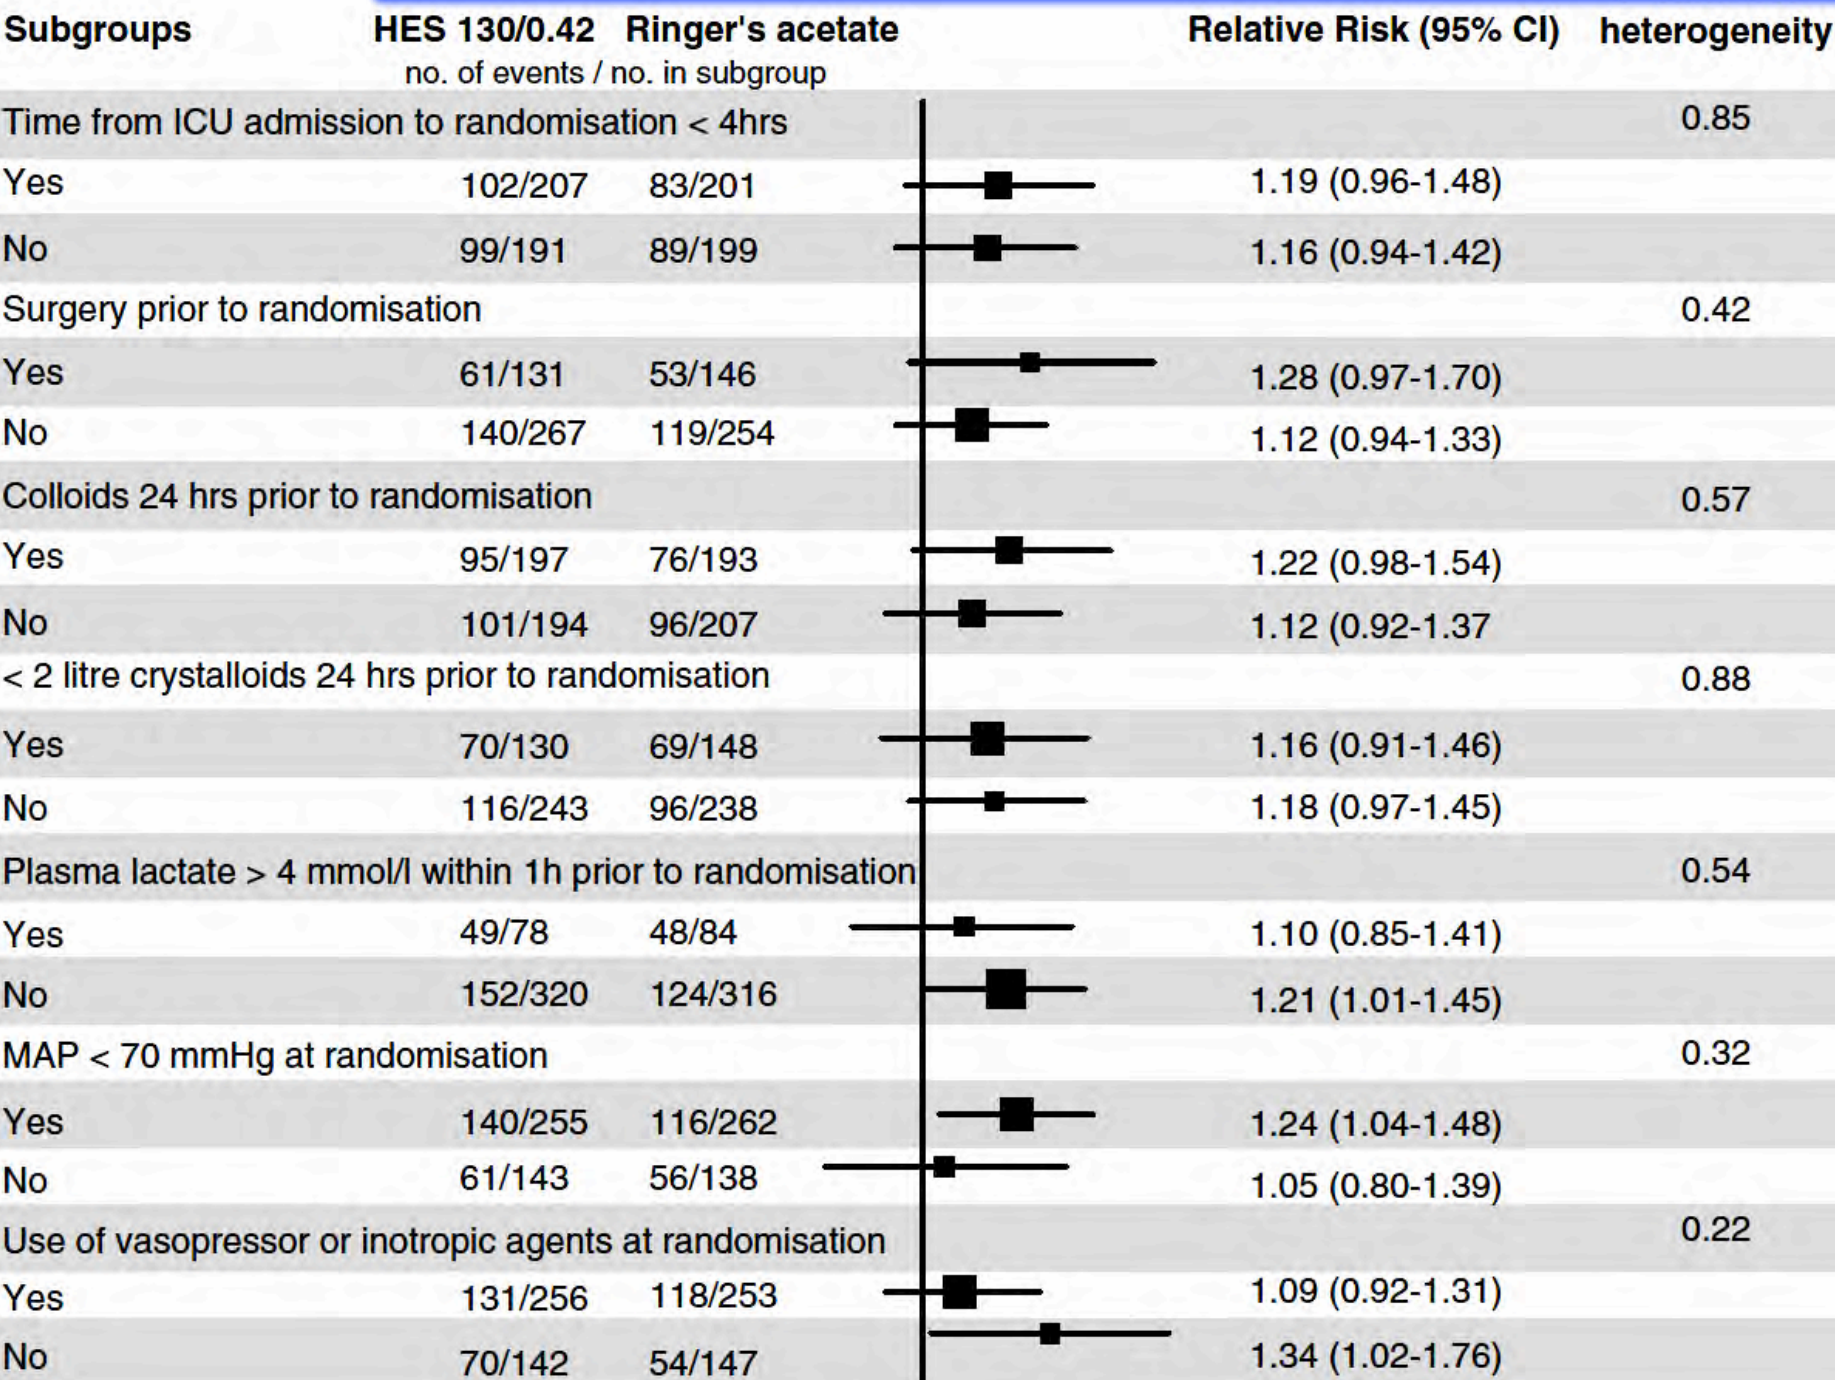 Subgroups HES 130/0.42 Ringer's acetate Relative Risk (95% CI) heterogeneity
no. of events / no. in subgroup
Time from ICU admission to randomisation < 4hrs 0.85
Yes 102/207 83/201 1.19 (0.96-1.48)
No 99/191 89/199 1.16 (0.94-1.42)
Surgery prior to randomisation 0.42
Yes 61/131 53/146 1.28 (0.97-1.70)
No 140/267 119/254 1.12 (0.94-1.33)
Colloids 24 hrs prior to randomisation 0.57
Yes 95/197 76/193 1.22 (0.98-1.54)
No 101/194 96/207 1.12 (0.92-1.37
< 2 litre crystalloids 24 hrs prior to randomisation 0.88
Yes 70/130 69/148 1.16 (0.91-1.46)
No 116/243 96/238 1.18 (0.97-1.45)
Plasma lactate > 4 mmol/l within 1h prior to randomisation 0.54
Yes 49/78 48/84 1.10 (0.85-1.41)
No 152/320 124/316 1.21 (1.01-1.45)
MAP < 70 mmHg at randomisation 0.32
Yes 140/255 116/262 1.24 (1.04-1.48)
No 61/143 56/138 1.05 (0.80-1.39)
Use of vasopressor or inotropic agents at randomisation 0.22
Yes 131/256 118/253 1.09 (0.92-1.31)
No 70/142 54/147 1.34 (1.02-1.76)